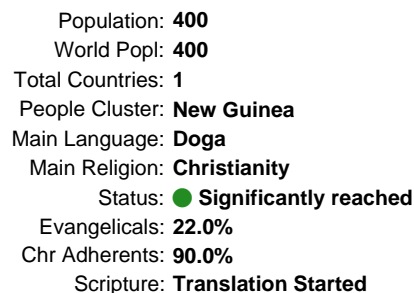 Population: 400
World Popl: 400
Total Countries: 1
People Cluster: New Guinea
Main Language: Doga
Main Religion: Christianity
Status: Significantly reached
Evangelicals: 22.0%
Chr Adherents: 90.0%
Scripture: Translation Started